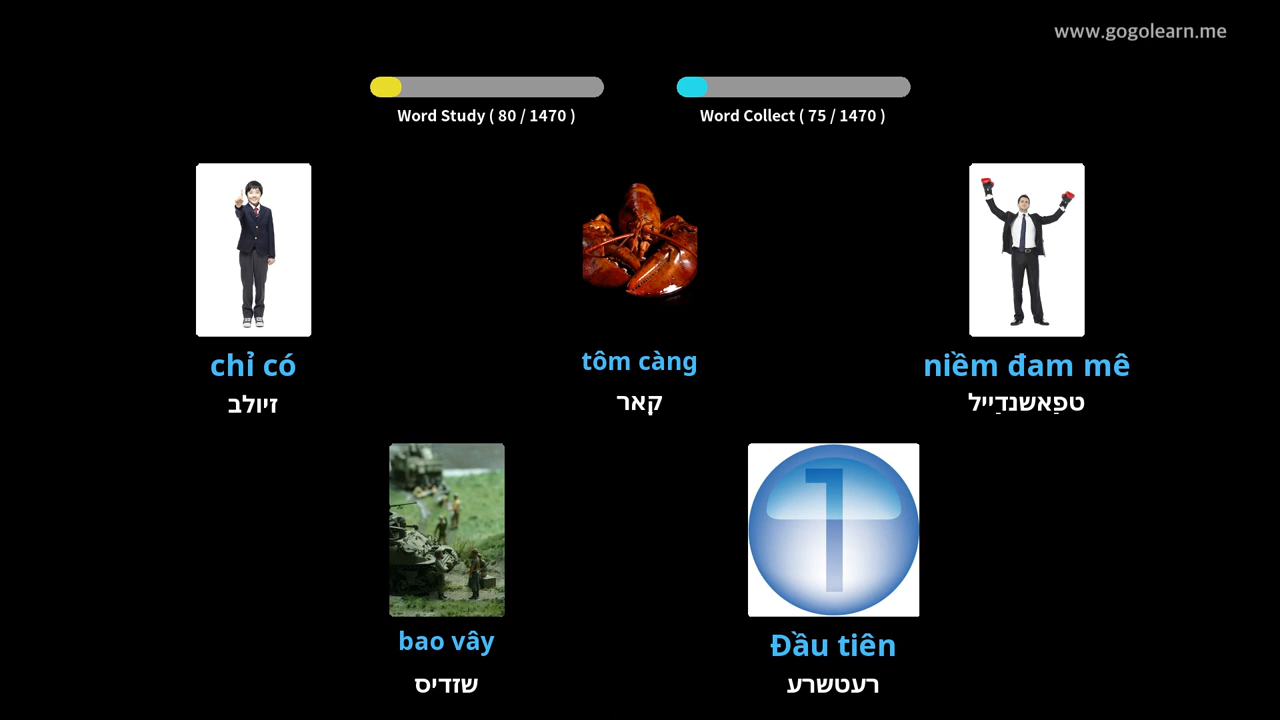 www.gogolearn.me
Word Study ( 80 / 1470 )
Word Collect ( 75 / 1470 )
chỉ có
זיולב
tôm càng
קָאר
niềm đam mê
טפַאשנדַייל
bao vây
שזדיס
Đầu tiên
רעטשרע